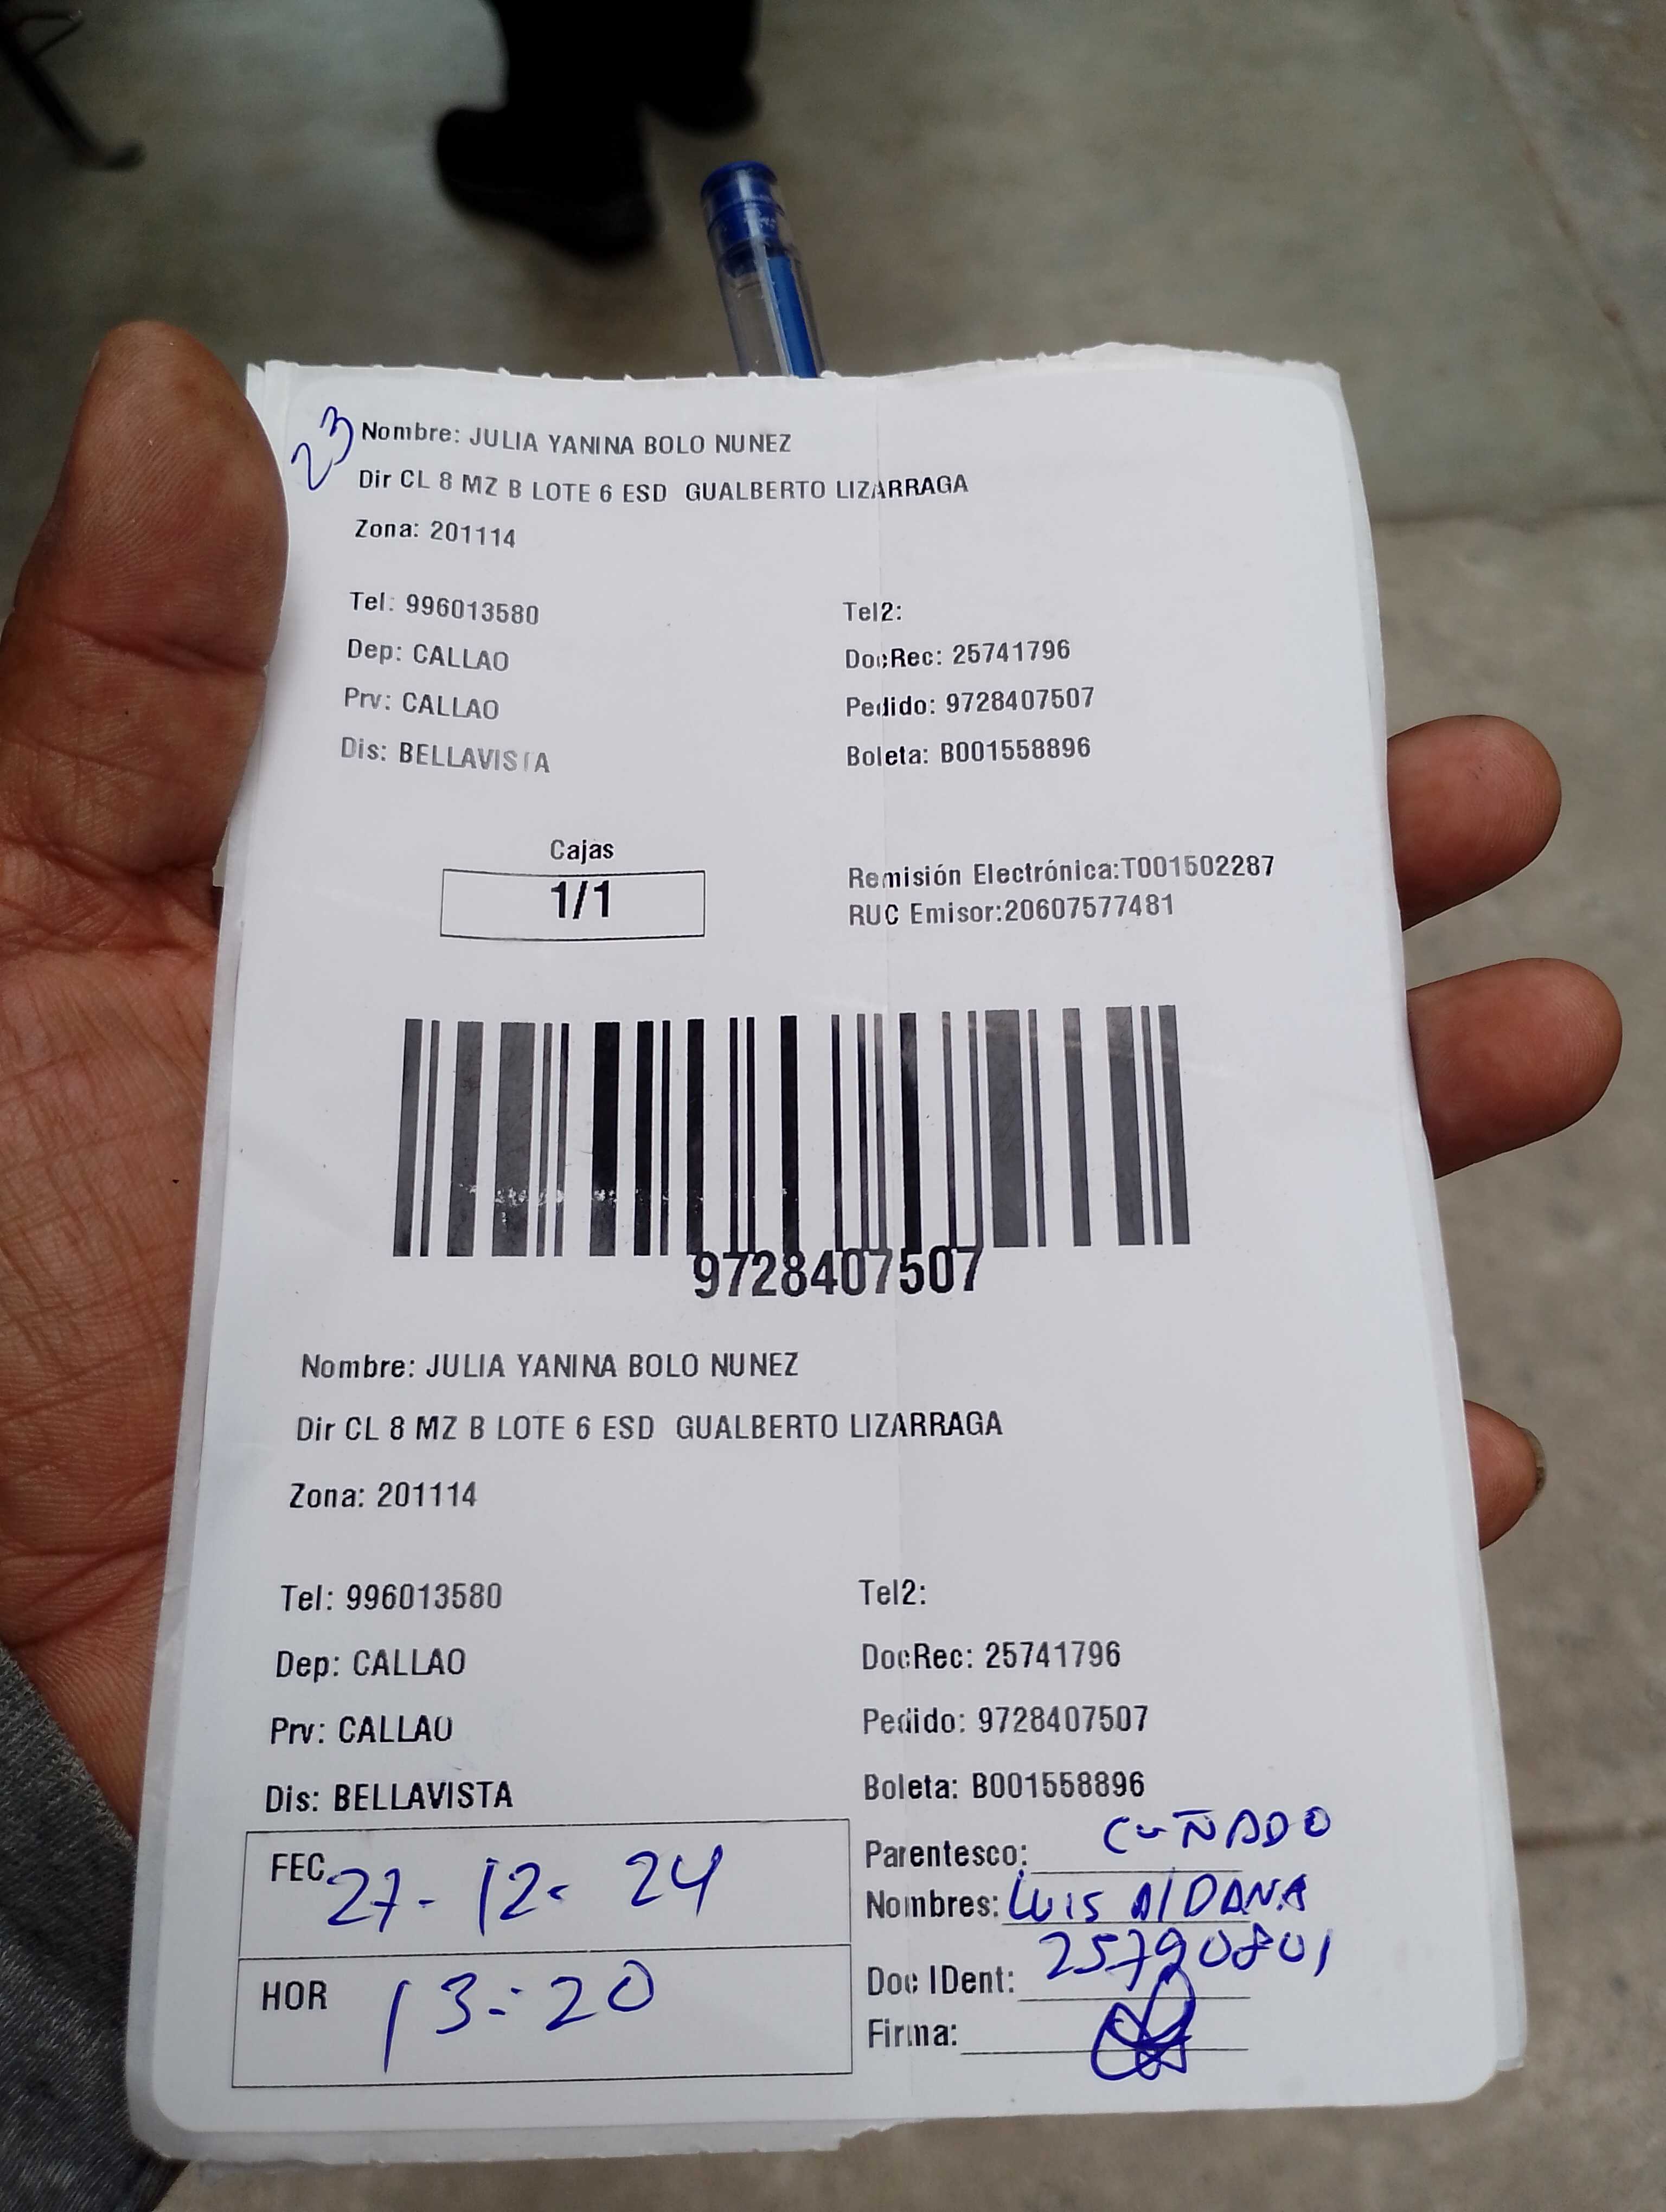 23
Nombre: JULIA YANINA BOLO NUNEZ
Dir CL 8 MZ B LOTE 6 ESD GUALBERTO LIZARRAGA
Zona: 201114
Tel: 996013580
Tel2:
Dep: CALLAO
DocRec: 25741796
Prv: CALLAO
Pedido: 9728407507
Dis: BELLAVISTA
Boleta: B001558896
Cajas
1/1
Remisión Electrónica:T001502287
RUC Emisor:20607577481
9728407507
Nombre: JULIA YANINA BOLO NUNEZ
Dir CL 8 MZ B LOTE 6 ESD GUALBERTO LIZARRAGA
Zona: 201114
Tel: 996013580
Tel2:
Dep: CALLAO
DocRec: 25741796
Prv: CALLAO
Pedido: 9728407507
Dis: BELLAVISTA
Boleta: B001558896
FEC 27-12-24
HOR 13:20
Parentesco: CUÑADO
Nombres: LUIS AlDANA
Doc IDent: 25790801
Firma: